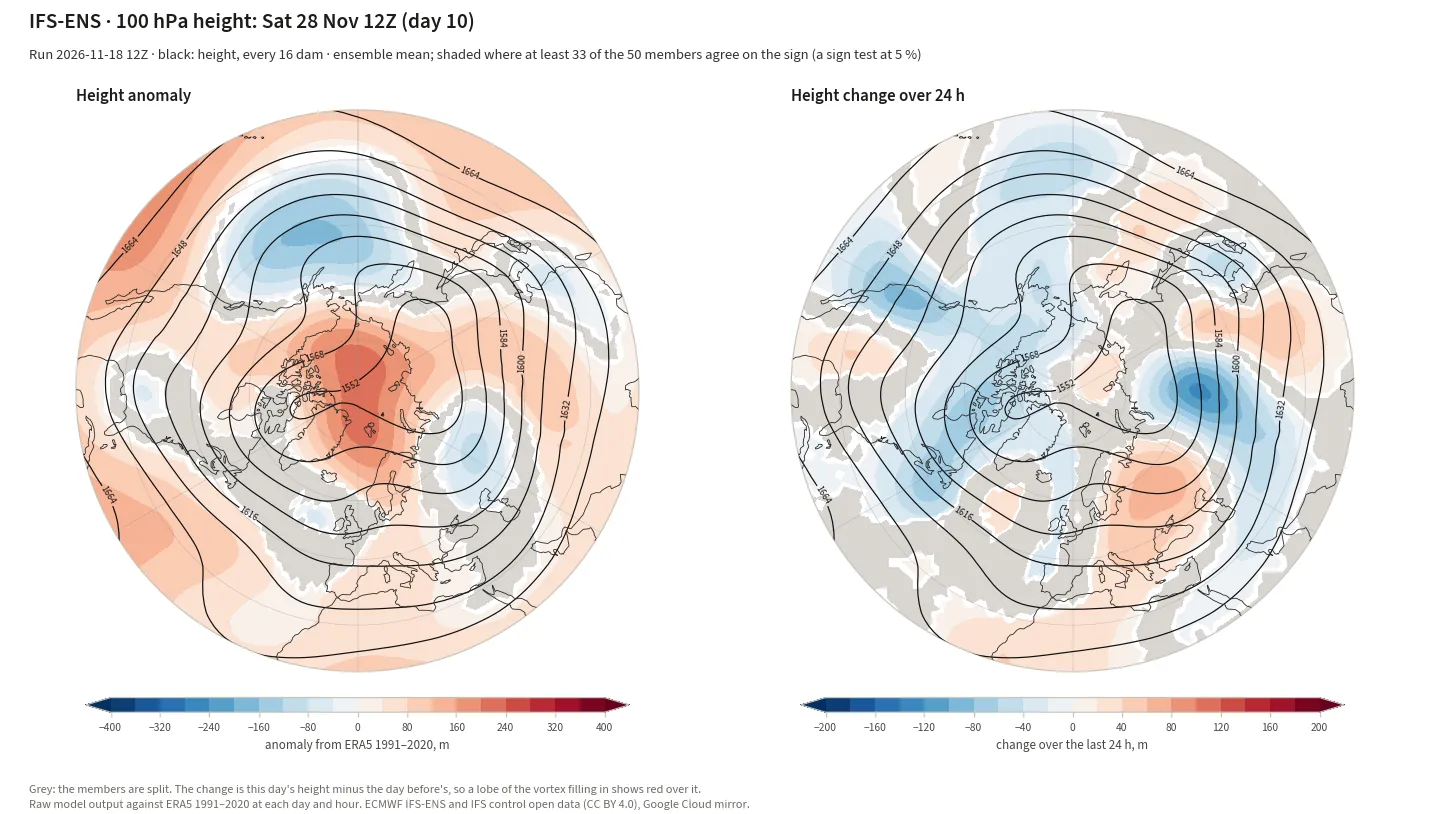 IFS-ENS · 100 hPa height: Sat 28 Nov 12Z (day 10)
Run 2026-11-18 12Z · black: height, every 16 dam · ensemble mean; shaded where at least 33 of the 50 members agree on the sign (a sign test at 5 %)
Height anomaly
Height change over 24 h
1664
1664
1648
1584
1600
1568
1552
1632
1664
1616
1664
1664
1648
1584
1600
1568
1552
1632
1664
1616
−400 −320 −240 −160 −80 0 80 160 240 320 400
anomaly from ERA5 1991–2020, m
−200 −160 −120 −80 −40 0 40 80 120 160 200
change over the last 24 h, m
Grey: the members are split. The change is this day's height minus the day before's, so a lobe of the vortex filling in shows red over it.
Raw model output against ERA5 1991–2020 at each day and hour. ECMWF IFS-ENS and IFS control open data (CC BY 4.0), Google Cloud mirror.